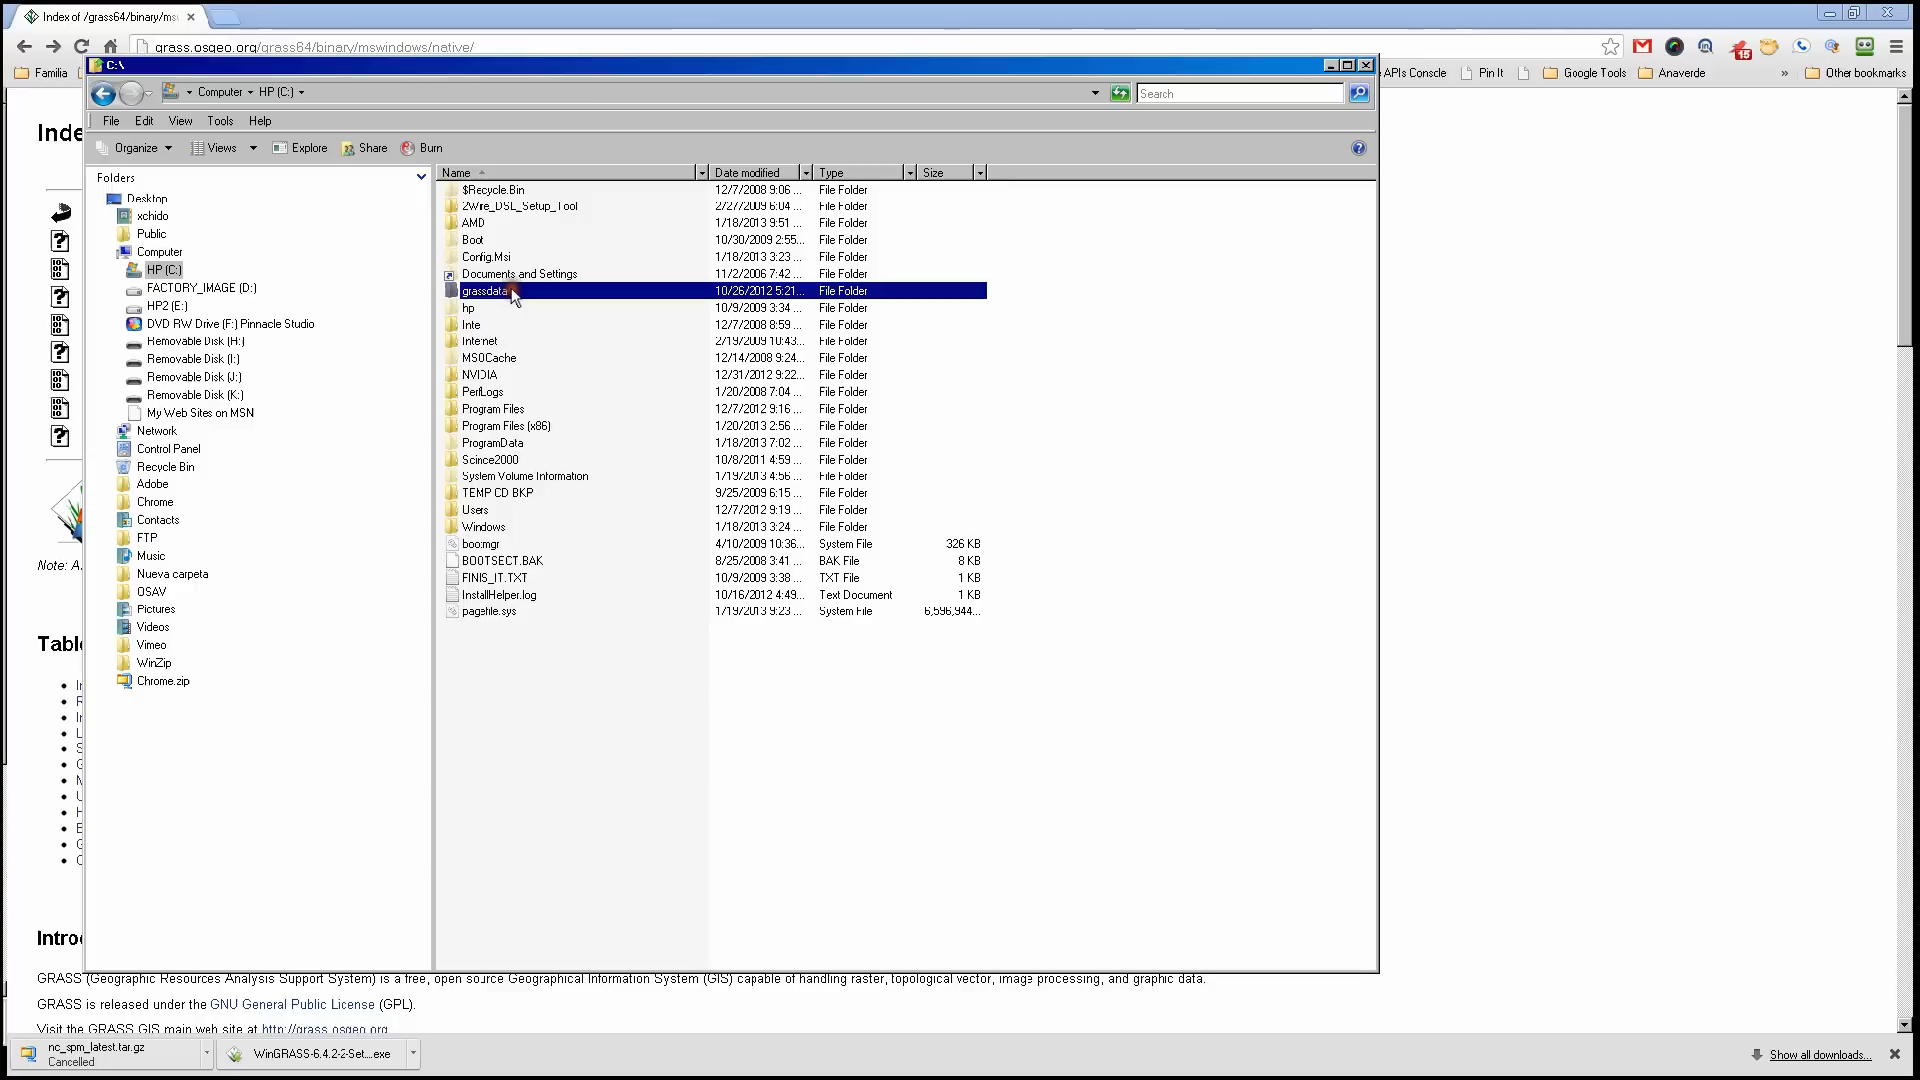 Index of /grass64/binary/ms
grass.osgeo.org/grass64/binary/mswindows/native/
Familia
APIs Console
Pin It
Google Tools
Anaverde
»
Other bookmarks
15
C:\
Computer
HP (C:)
Search
File Edit View Tools Help
Organize Views Explore Share Burn
Folders
Name Date modified Type Size
Desktop
xchido
Public
Computer
HP (C:)
FACTORY_IMAGE (D:)
HP2 (E:)
DVD RW Drive (F:) Pinnacle Studio
Removable Disk (H:)
Removable Disk (I:)
Removable Disk (J:)
Removable Disk (K:)
My Web Sites on MSN
Network
Control Panel
Recycle Bin
Adobe
Chrome
Contacts
FTP
Music
Nueva carpeta
OSAV
Pictures
Videos
Vimeo
WinZip
Chrome.zip
$Recycle.Bin 12/7/2008 9:06 ... File Folder
2Wire_DSL_Setup_Tool 2/27/2009 6:04 ... File Folder
AMD 1/18/2013 9:51 ... File Folder
Boot 10/30/2009 2:55... File Folder
Config.Msi 1/18/2013 3:23 ... File Folder
Documents and Settings 11/2/2006 7:42 ... File Folder
grassdata 10/26/2012 5:21... File Folder
hp 10/9/2009 3:34 ... File Folder
Inte 12/7/2008 8:59 ... File Folder
Internet 2/19/2009 10:43... File Folder
MSOCache 12/14/2008 9:24... File Folder
NVIDIA 12/31/2012 9:22... File Folder
PerfLogs 1/20/2008 7:04 ... File Folder
Program Files 12/7/2012 9:16 ... File Folder
Program Files (x86) 1/20/2013 2:56 ... File Folder
ProgramData 1/18/2013 7:02 ... File Folder
Scince2000 10/8/2011 4:59 ... File Folder
System Volume Information 1/19/2013 4:56 ... File Folder
TEMP CD BKP 9/25/2009 6:15 ... File Folder
Users 12/7/2012 9:19 ... File Folder
Windows 1/18/2013 3:24 ... File Folder
bootmgr 4/10/2009 10:36... System File 326 KB
BOOTSECT.BAK 8/25/2008 3:41 ... BAK File 8 KB
FINIS_IT.TXT 10/9/2009 3:38 ... TXT File 1 KB
InstallHelper.log 10/16/2012 4:49... Text Document 1 KB
pagefile.sys 1/19/2013 9:23 ... System File 6,596,944...
Inde
Note: A
Table
Intro
GRASS (Geographic Resources Analysis Support System) is a free, open source Geographical Information System (GIS) capable of handling raster, topological vector, image processing, and graphic data.
GRASS is released under the GNU General Public License (GPL).
Visit the GRASS GIS main web site at http://grass.osgeo.org
nc_spm_latest.tar.gz
Cancelled
WinGRASS-6.4.2-2-Set....exe
Show all downloads...